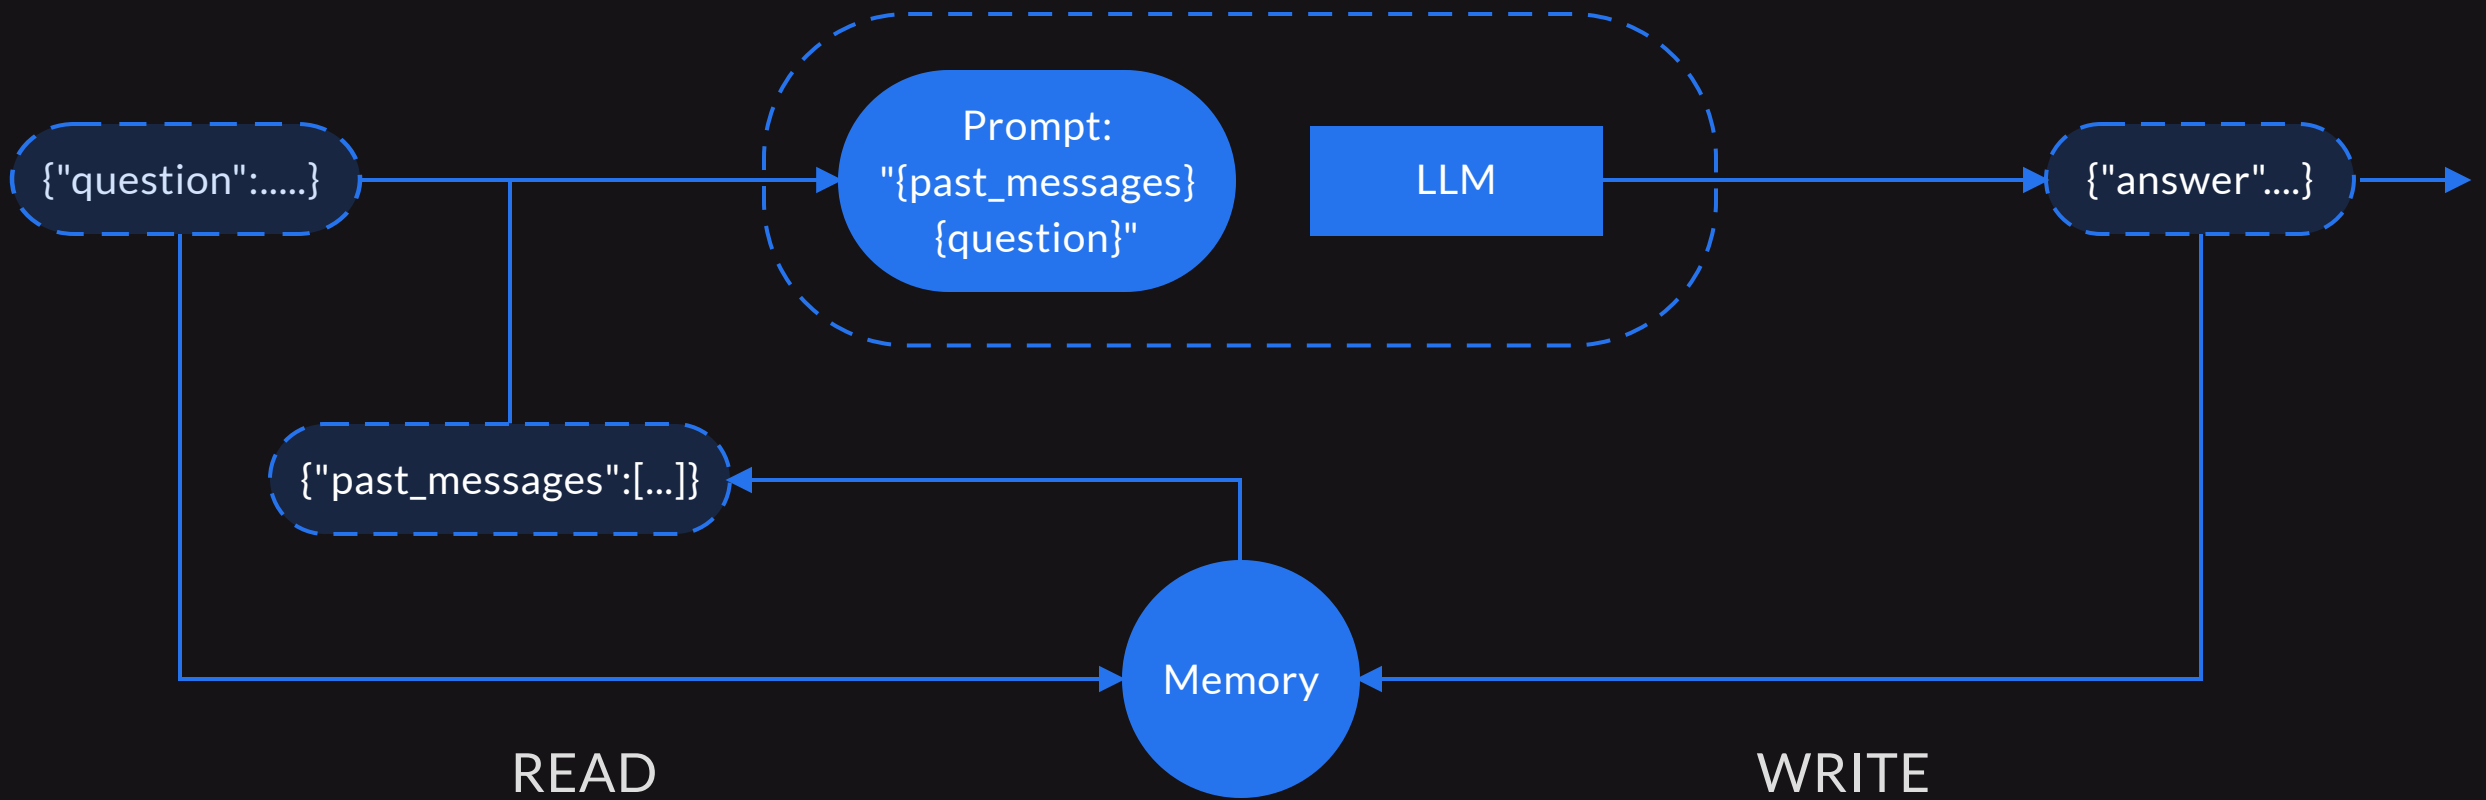 {"question":.....}
Prompt:
"{past_messages}
{question}"
LLM
{"answer"....}
{"past_messages":[...]}
Memory
READ
WRITE